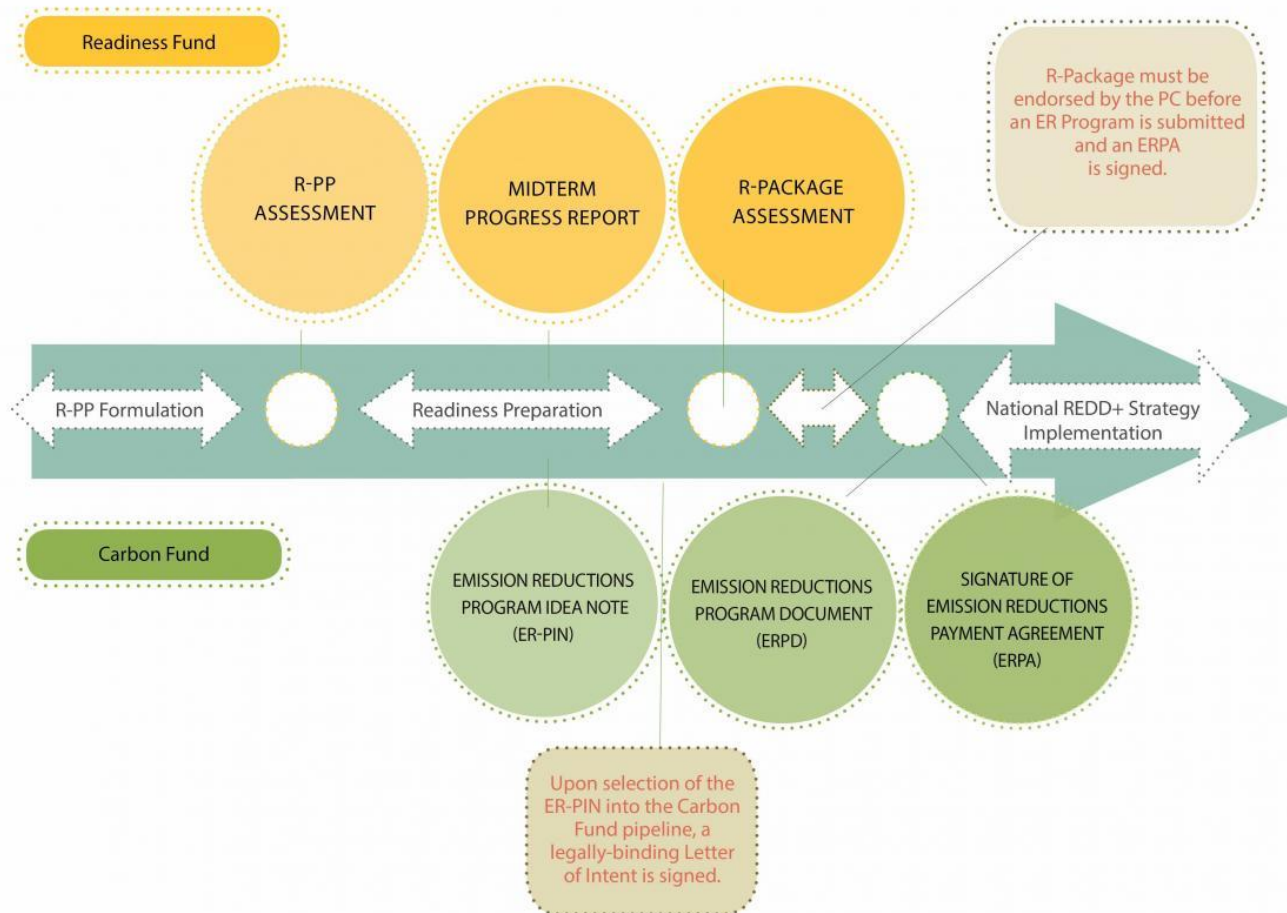 Readiness Fund
R-Package must be
endorsed by the PC before
an ER Program is submitted
and an ERPA
is signed.
R-PP
ASSESSMENT
MIDTERM
PROGRESS REPORT
R-PACKAGE
ASSESSMENT
R-PP Formulation
Readiness Preparation
National REDD+ Strategy
Implementation
Carbon Fund
EMISSION REDUCTIONS
PROGRAM IDEA NOTE
(ER-PIN)
EMISSION REDUCTIONS
PROGRAM DOCUMENT
(ERPD)
SIGNATURE OF
EMISSION REDUCTIONS
PAYMENT AGREEMENT
(ERPA)
Upon selection of the
ER-PIN into the Carbon
Fund pipeline, a
legally-binding Letter
of Intent is signed.